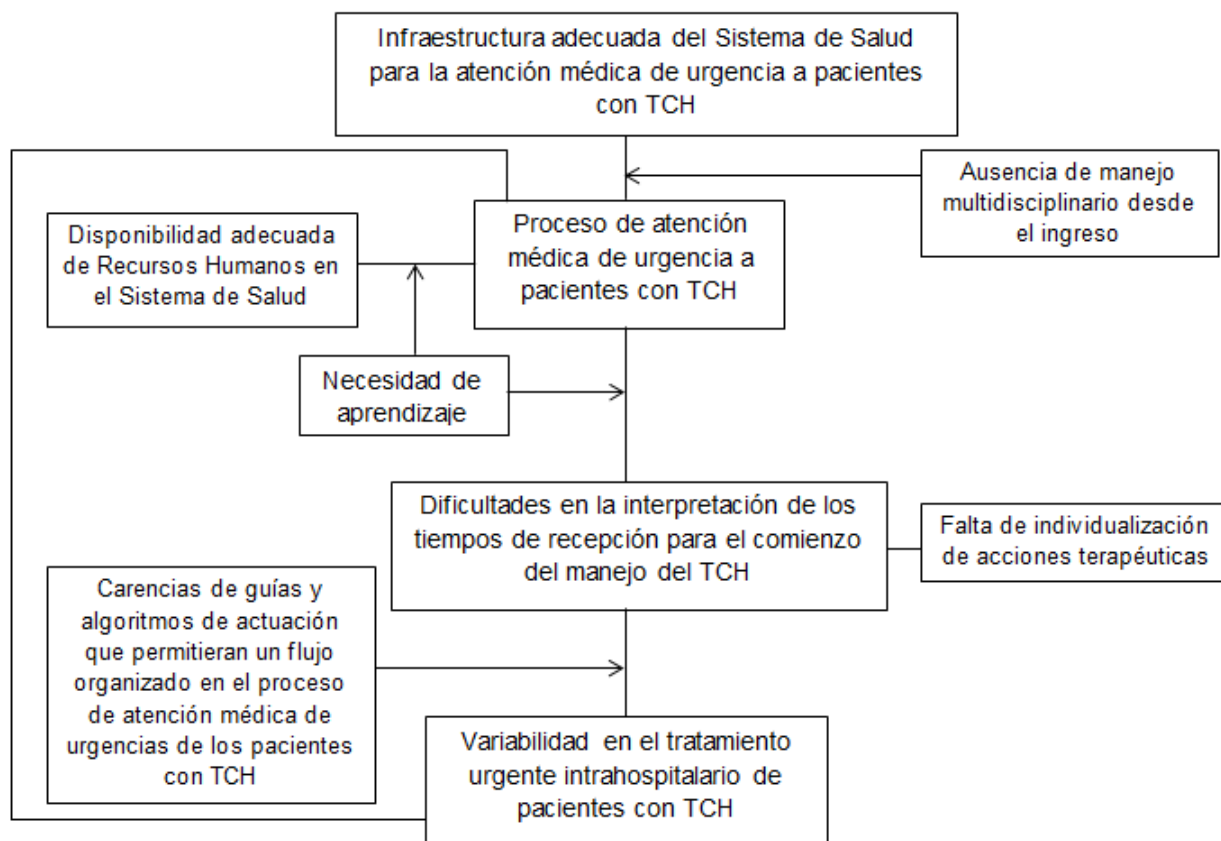 Infraestructura adecuada del Sistema de Salud
para la atención médica de urgencia a pacientes
con TCH
Ausencia de manejo
multidisciplinario desde
el ingreso
Disponibilidad adecuada
de Recursos Humanos en
el Sistema de Salud
Proceso de atención
médica de urgencia a
pacientes con TCH
Necesidad de
aprendizaje
Dificultades en la interpretación de los
tiempos de recepción para el comienzo
del manejo del TCH
Falta de individualización
de acciones terapéuticas
Carencias de guías y
algoritmos de actuación
que permitieran un flujo
organizado en el proceso
de atención médica de
urgencias de los pacientes
con TCH
Variabilidad en el tratamiento
urgente intrahospitalario de
pacientes con TCH